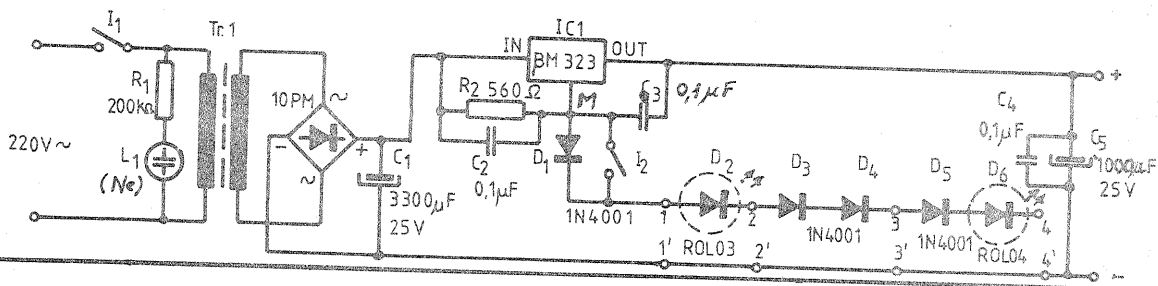 I1
Tr.1
R1
200kΩ
220V~
L1
(Ne)
10PM
~
~
-
+
C1
3300µF
25V
IC1
IN
BM 323
OUT
R2 560Ω
C2
0,1µF
M
C3
0,1µF
D1
1N4001
I2
D2
ROL03
D3
D4
1N4001
D5
1N4001
D6
ROL04
1
2
3
4
1'
2'
3'
4'
C4
0,1µF
C5
1000µF
25V
+
-